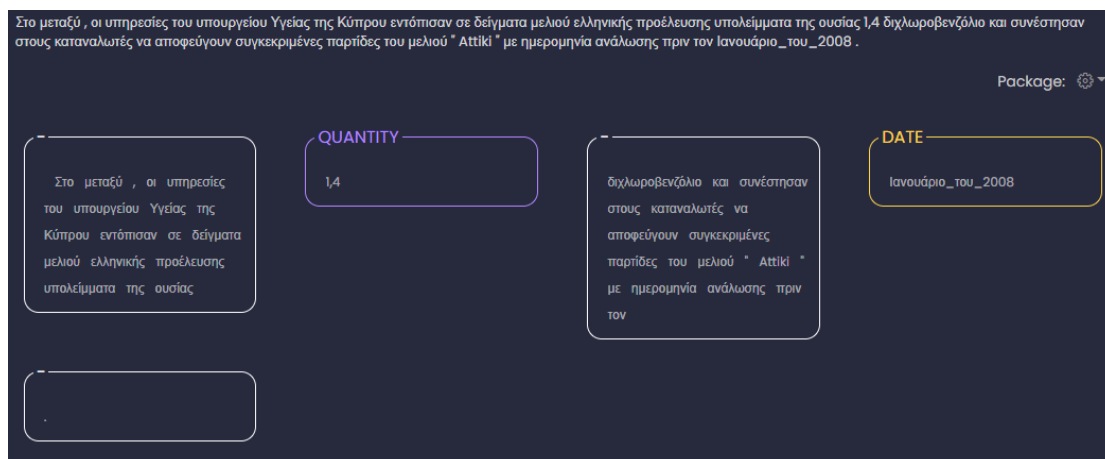 Στο μεταξύ , οι υπηρεσίες του υπουργείου Υγείας της Κύπρου εντόπισαν σε δείγματα μελιού ελληνικής προέλευσης υπολείμματα της ουσίας 1,4 διχλωροβενζόλιο και συνέστησαν
στους καταναλωτές να αποφεύγουν συγκεκριμένες παρτίδες του μελιού " Attiki " με ημερομηνία ανάλωσης πριν τον Ιανουάριο_του_2008 .
Package:
-
Στο μεταξύ , οι υπηρεσίες
του υπουργείου Υγείας της
Κύπρου εντόπισαν σε δείγματα
μελιού ελληνικής προέλευσης
υπολείμματα της ουσίας
QUANTITY
1,4
-
διχλωροβενζόλιο και συνέστησαν
στους καταναλωτές να
αποφεύγουν συγκεκριμένες
παρτίδες του μελιού " Attiki "
με ημερομηνία ανάλωσης πριν
τον
DATE
Ιανουάριο_του_2008
-
.